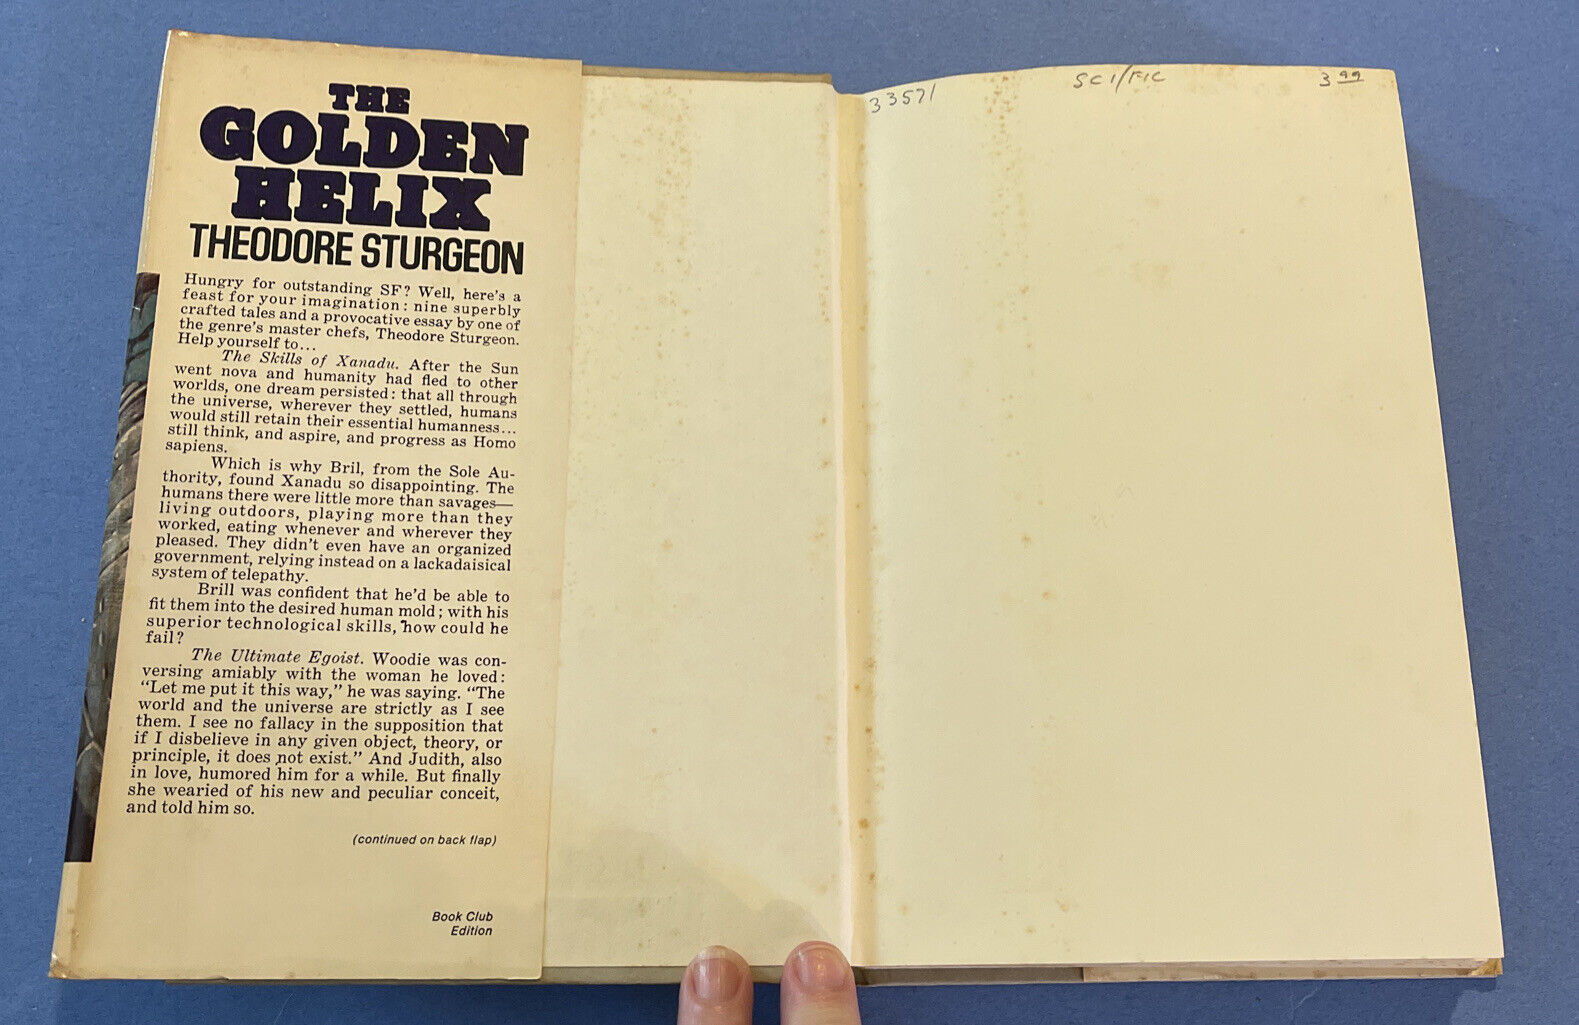 THE
GOLDEN
HELIX
THEODORE STURGEON
Hungry for outstanding SF? Well, here's a
feast for your imagination: nine superbly
crafted tales and a provocative essay by one of
the genre's master chefs, Theodore Sturgeon.
Help yourself to...
The Skills of Xanadu. After the Sun
went nova and humanity had fled to other
worlds, one dream persisted: that all through
the universe, wherever they settled, humans
would still retain their essential humanness...
still think, and aspire, and progress as Homo
sapiens.
Which is why Bril, from the Sole Au-
thority, found Xanadu so disappointing. The
humans there were little more than savages—
living outdoors, playing more than they
worked, eating whenever and wherever they
pleased. They didn't even have an organized
government, relying instead on a lackadaisical
system of telepathy.
Brill was confident that he'd be able to
fit them into the desired human mold; with his
superior technological skills, how could he
fail?
The Ultimate Egoist. Woodie was con-
versing amiably with the woman he loved:
"Let me put it this way," he was saying. "The
world and the universe are strictly as I see
them. I see no fallacy in the supposition that
if I disbelieve in any given object, theory, or
principle, it does not exist." And Judith, also
in love, humored him for a while. But finally
she wearied of his new and peculiar conceit,
and told him so.
(continued on back flap)
Book Club
Edition
33571
SCI/FIC
3 99